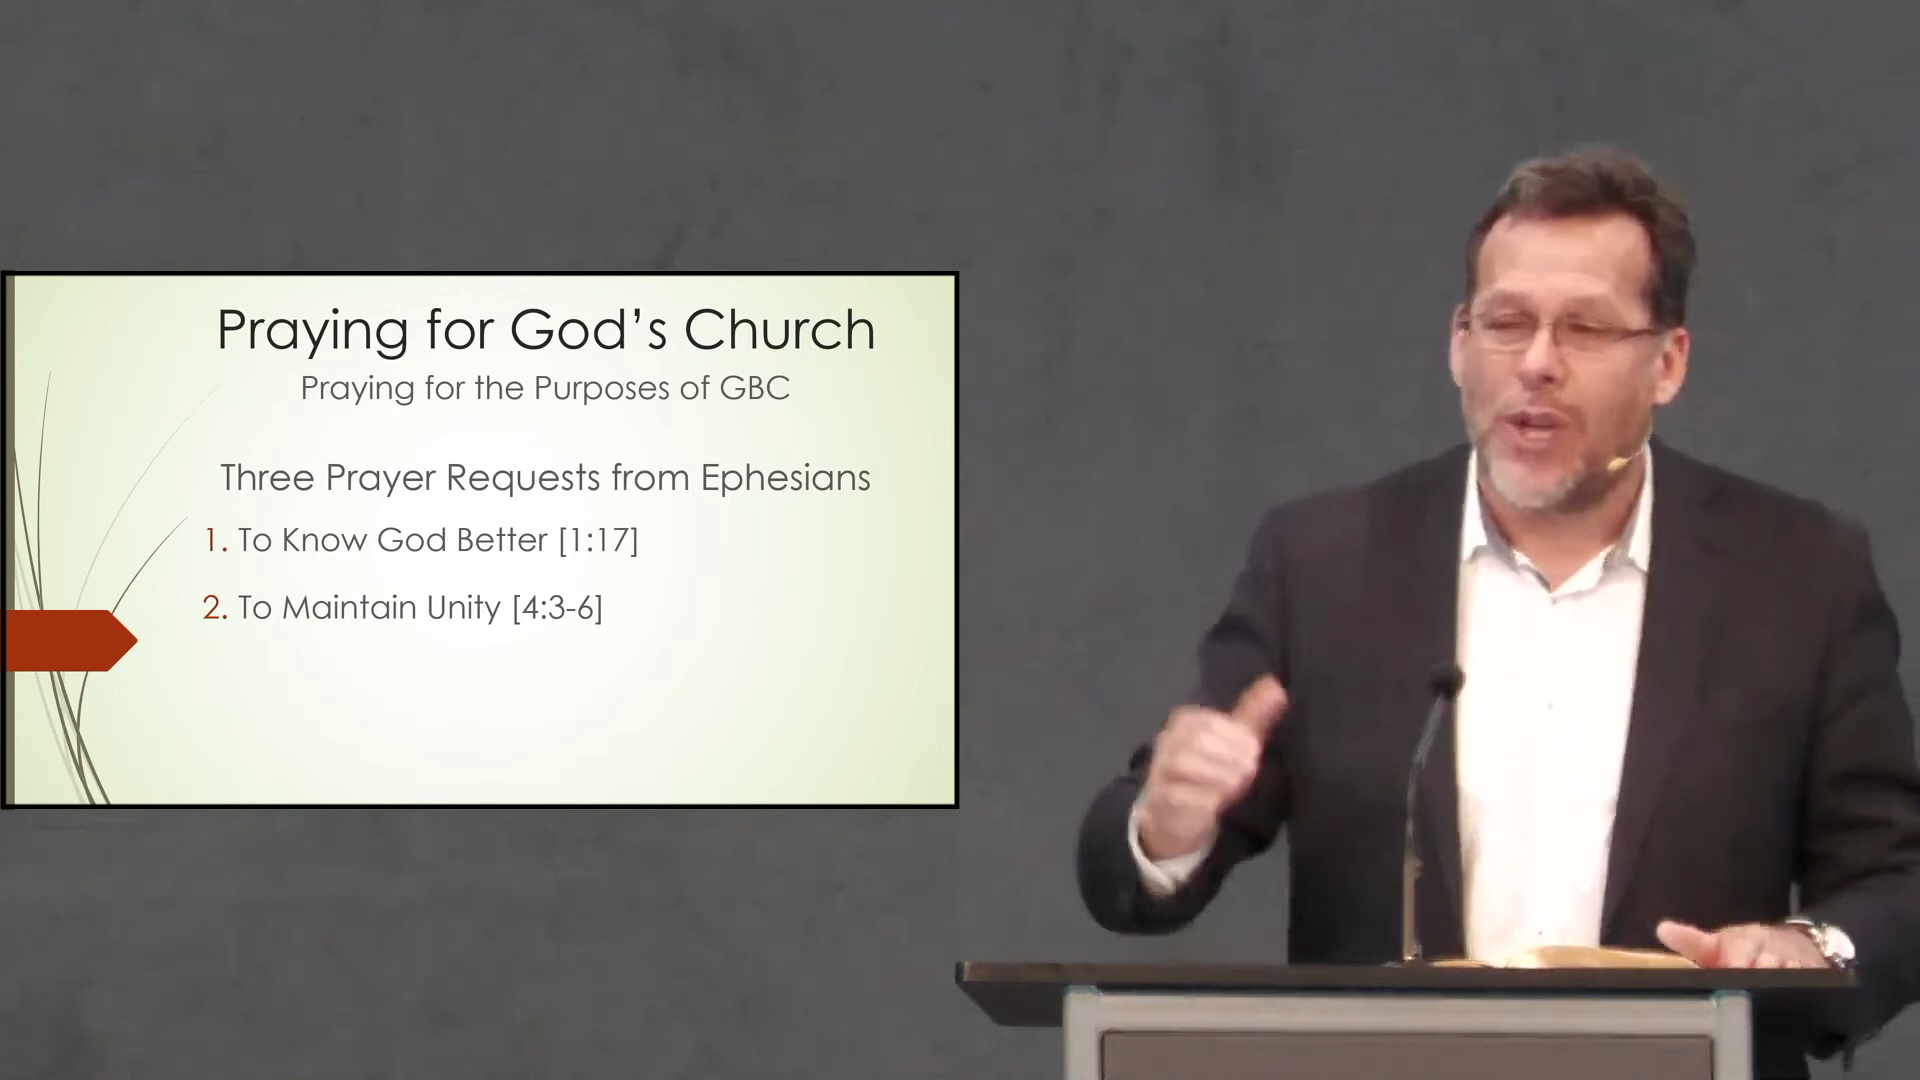 Praying for God’s Church
Praying for the Purposes of GBC
Three Prayer Requests from Ephesians
1. To Know God Better [1:17]
2. To Maintain Unity [4:3-6]